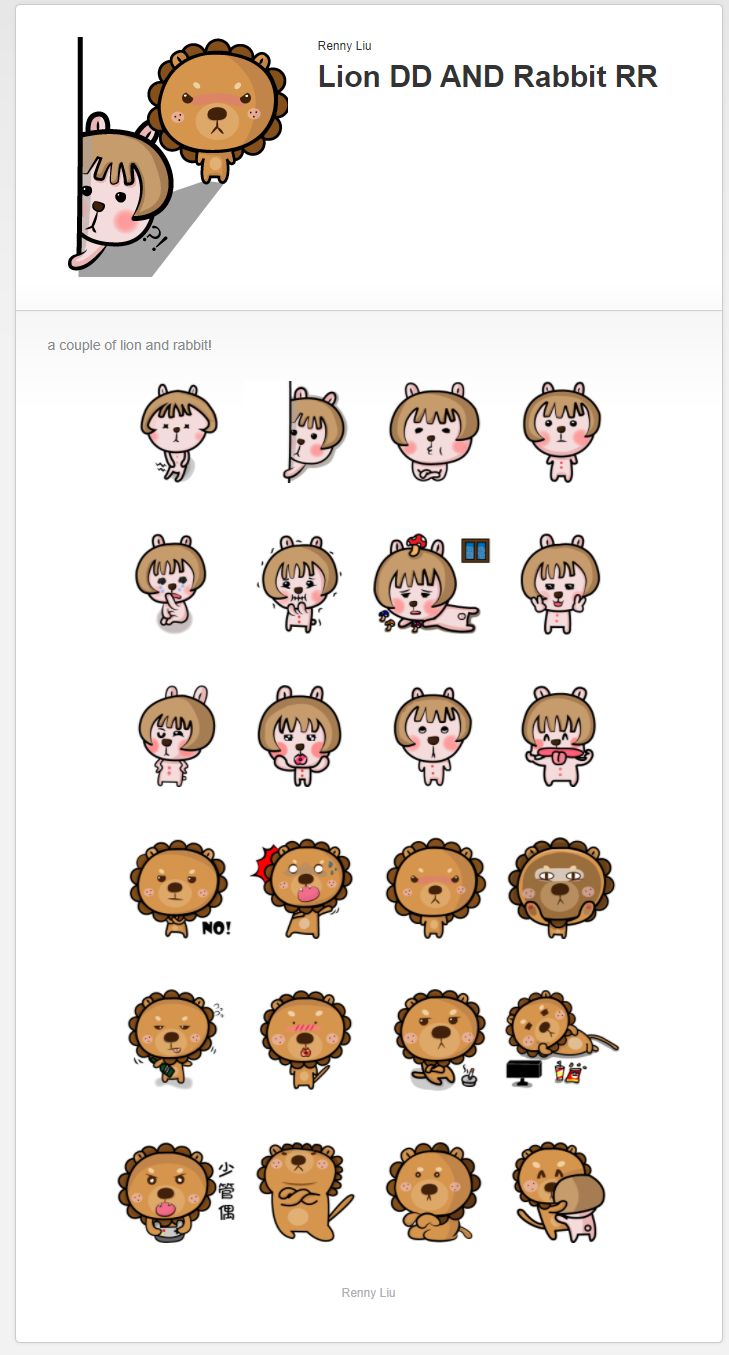 Renny Liu
Lion DD AND Rabbit RR
?!
a couple of lion and rabbit!
NO!
少
管
偶
Renny Liu